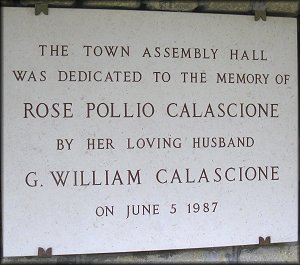 THE TOWN ASSEMBLY HALL
WAS DEDICATED TO THE MEMORY OF
ROSE POLLIO CALASCIONE
BY HER LOVING HUSBAND
G. WILLIAM CALASCIONE
ON JUNE 5 1987